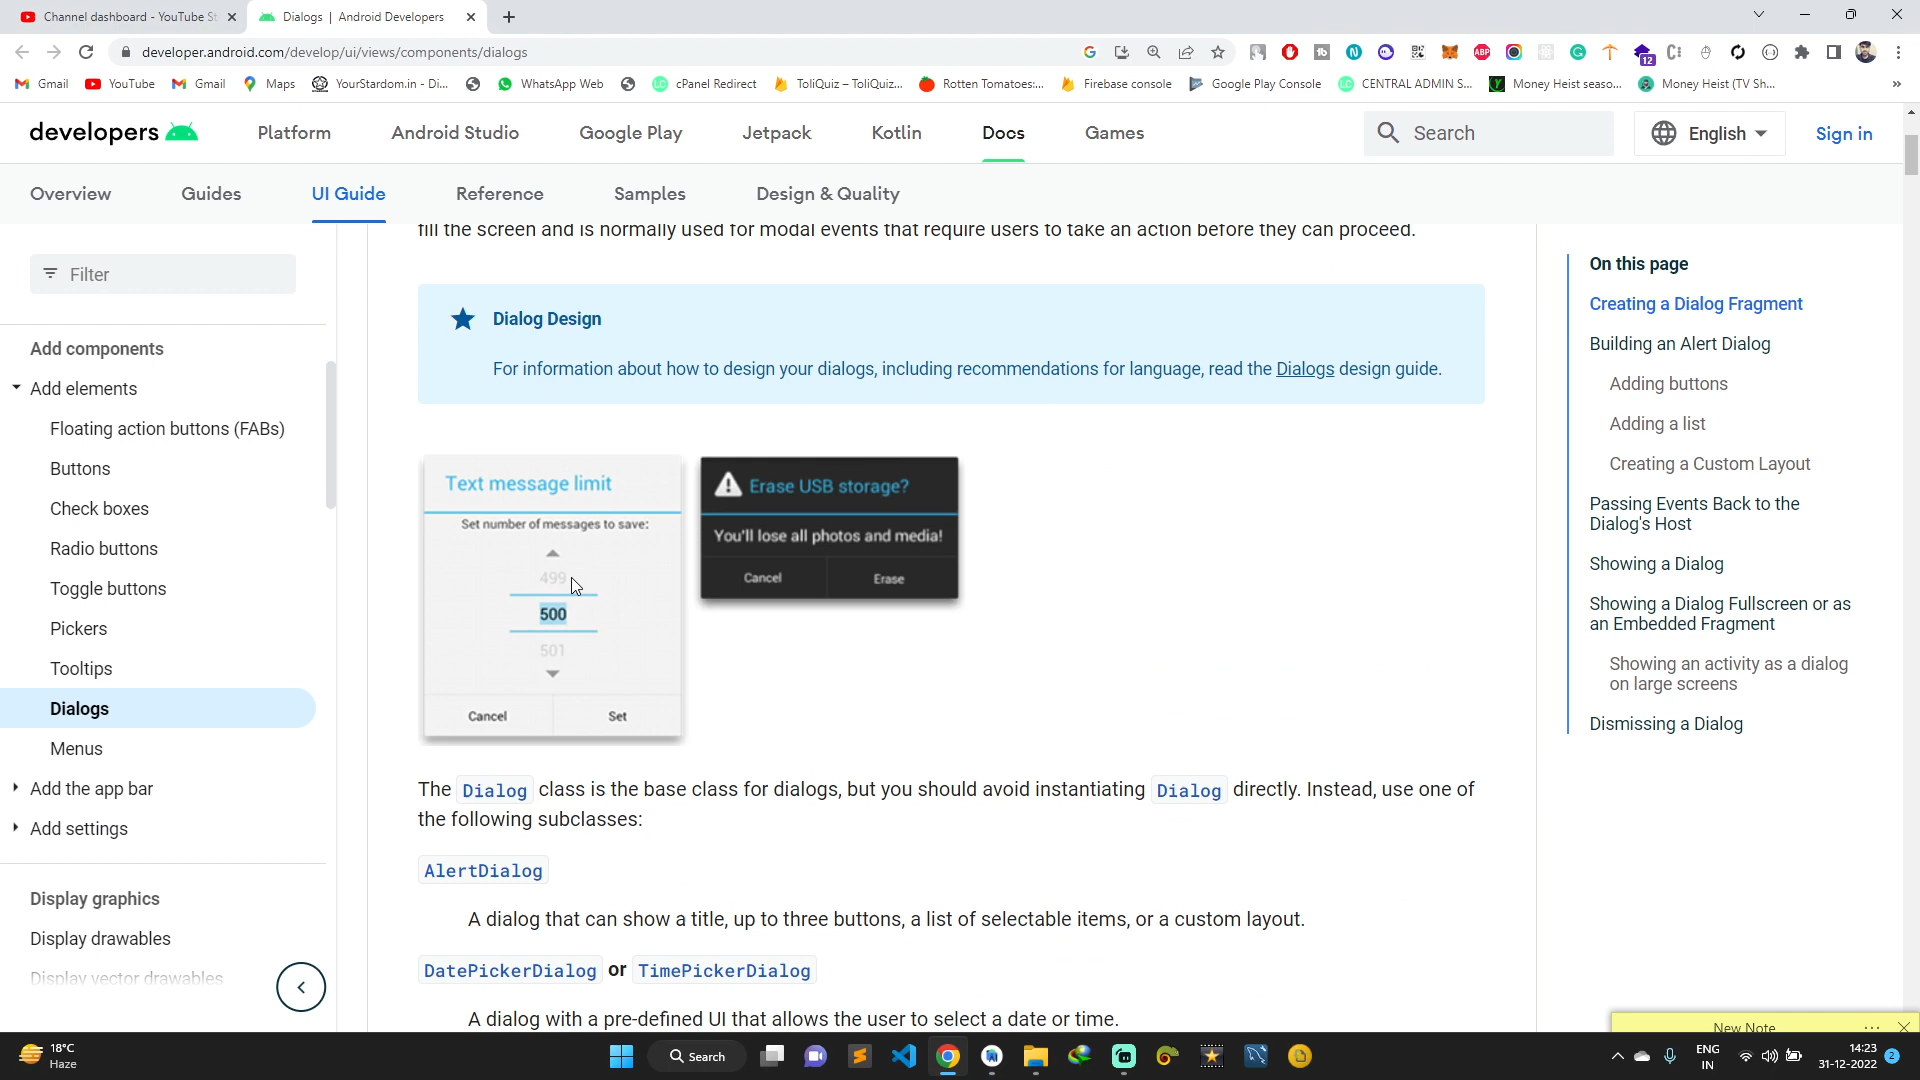 Channel dashboard - YouTube St
Dialogs | Android Developers
developer.android.com/develop/ui/views/components/dialogs
ABP
12
Gmail
YouTube
Gmail
Maps
YourStardom.in - Di...
WhatsApp Web
cPanel Redirect
ToliQuiz – ToliQuiz...
Rotten Tomatoes:...
Firebase console
Google Play Console
CENTRAL ADMIN S...
Money Heist seaso...
Money Heist (TV Sh...
»
developers
Platform
Android Studio
Google Play
Jetpack
Kotlin
Docs
Games
Search
English
Sign in
Overview
Guides
UI Guide
Reference
Samples
Design & Quality
Filter
Add components
Add elements
Floating action buttons (FABs)
Buttons
Check boxes
Radio buttons
Toggle buttons
Pickers
Tooltips
Dialogs
Menus
Add the app bar
Add settings
Display graphics
Display drawables
Display vector drawables
fill the screen and is normally used for modal events that require users to take an action before they can proceed.
Dialog Design
For information about how to design your dialogs, including recommendations for language, read the Dialogs design guide.
Text message limit
Set number of messages to save:
499
500
501
Cancel Set
Erase USB storage?
You'll lose all photos and media!
Cancel Erase
The Dialog class is the base class for dialogs, but you should avoid instantiating Dialog directly. Instead, use one of
the following subclasses:
AlertDialog
A dialog that can show a title, up to three buttons, a list of selectable items, or a custom layout.
DatePickerDialog or TimePickerDialog
A dialog with a pre-defined UI that allows the user to select a date or time.
On this page
Creating a Dialog Fragment
Building an Alert Dialog
Adding buttons
Adding a list
Creating a Custom Layout
Passing Events Back to the
Dialog's Host
Showing a Dialog
Showing a Dialog Fullscreen or as
an Embedded Fragment
Showing an activity as a dialog
on large screens
Dismissing a Dialog
New Note
18°C
Haze
Search
ENG
IN
14:23
31-12-2022
2